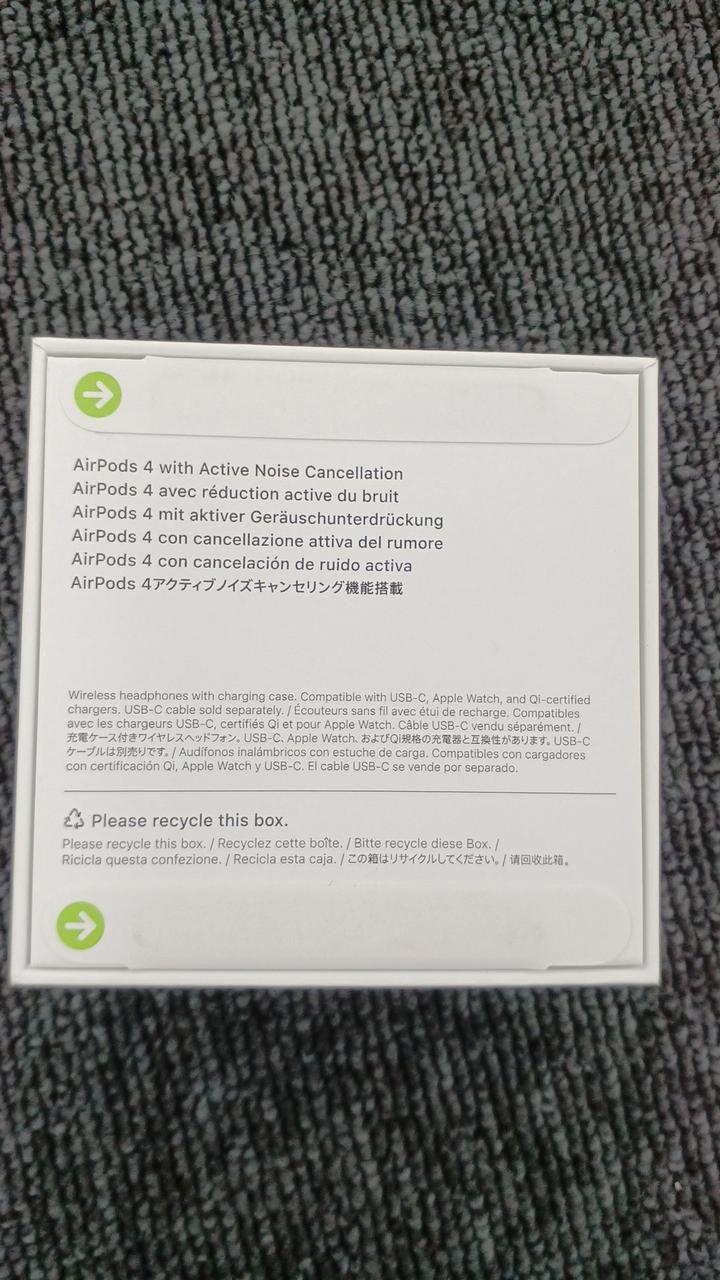 AirPods 4 with Active Noise Cancellation
AirPods 4 avec réduction active du bruit
AirPods 4 mit aktiver Geräuschunterdrückung
AirPods 4 con cancellazione attiva del rumore
AirPods 4 con cancelación de ruido activa
AirPods 4アクティブノイズキャンセリング機能搭載
Wireless headphones with charging case. Compatible with USB-C, Apple Watch, and Qi-certified
chargers. USB-C cable sold separately. / Écouteurs sans fil avec étui de recharge. Compatibles
avec les chargeurs USB-C, certifiés Qi et pour Apple Watch. Câble USB-C vendu séparément. /
充電ケース付きワイヤレスヘッドフォン。USB-C、Apple Watch、およびQi規格の充電器と互換性があります。USB-C
ケーブルは別売りです。/ Audífonos inalámbricos con estuche de carga. Compatibles con cargadores
con certificación Qi, Apple Watch y USB-C. El cable USB-C se vende por separado.
Please recycle this box.
Please recycle this box. / Recyclez cette boîte. / Bitte recycle diese Box. /
Ricicla questa confezione. / Recicla esta caja. / この箱はリサイクルしてください。/ 请回收此箱。